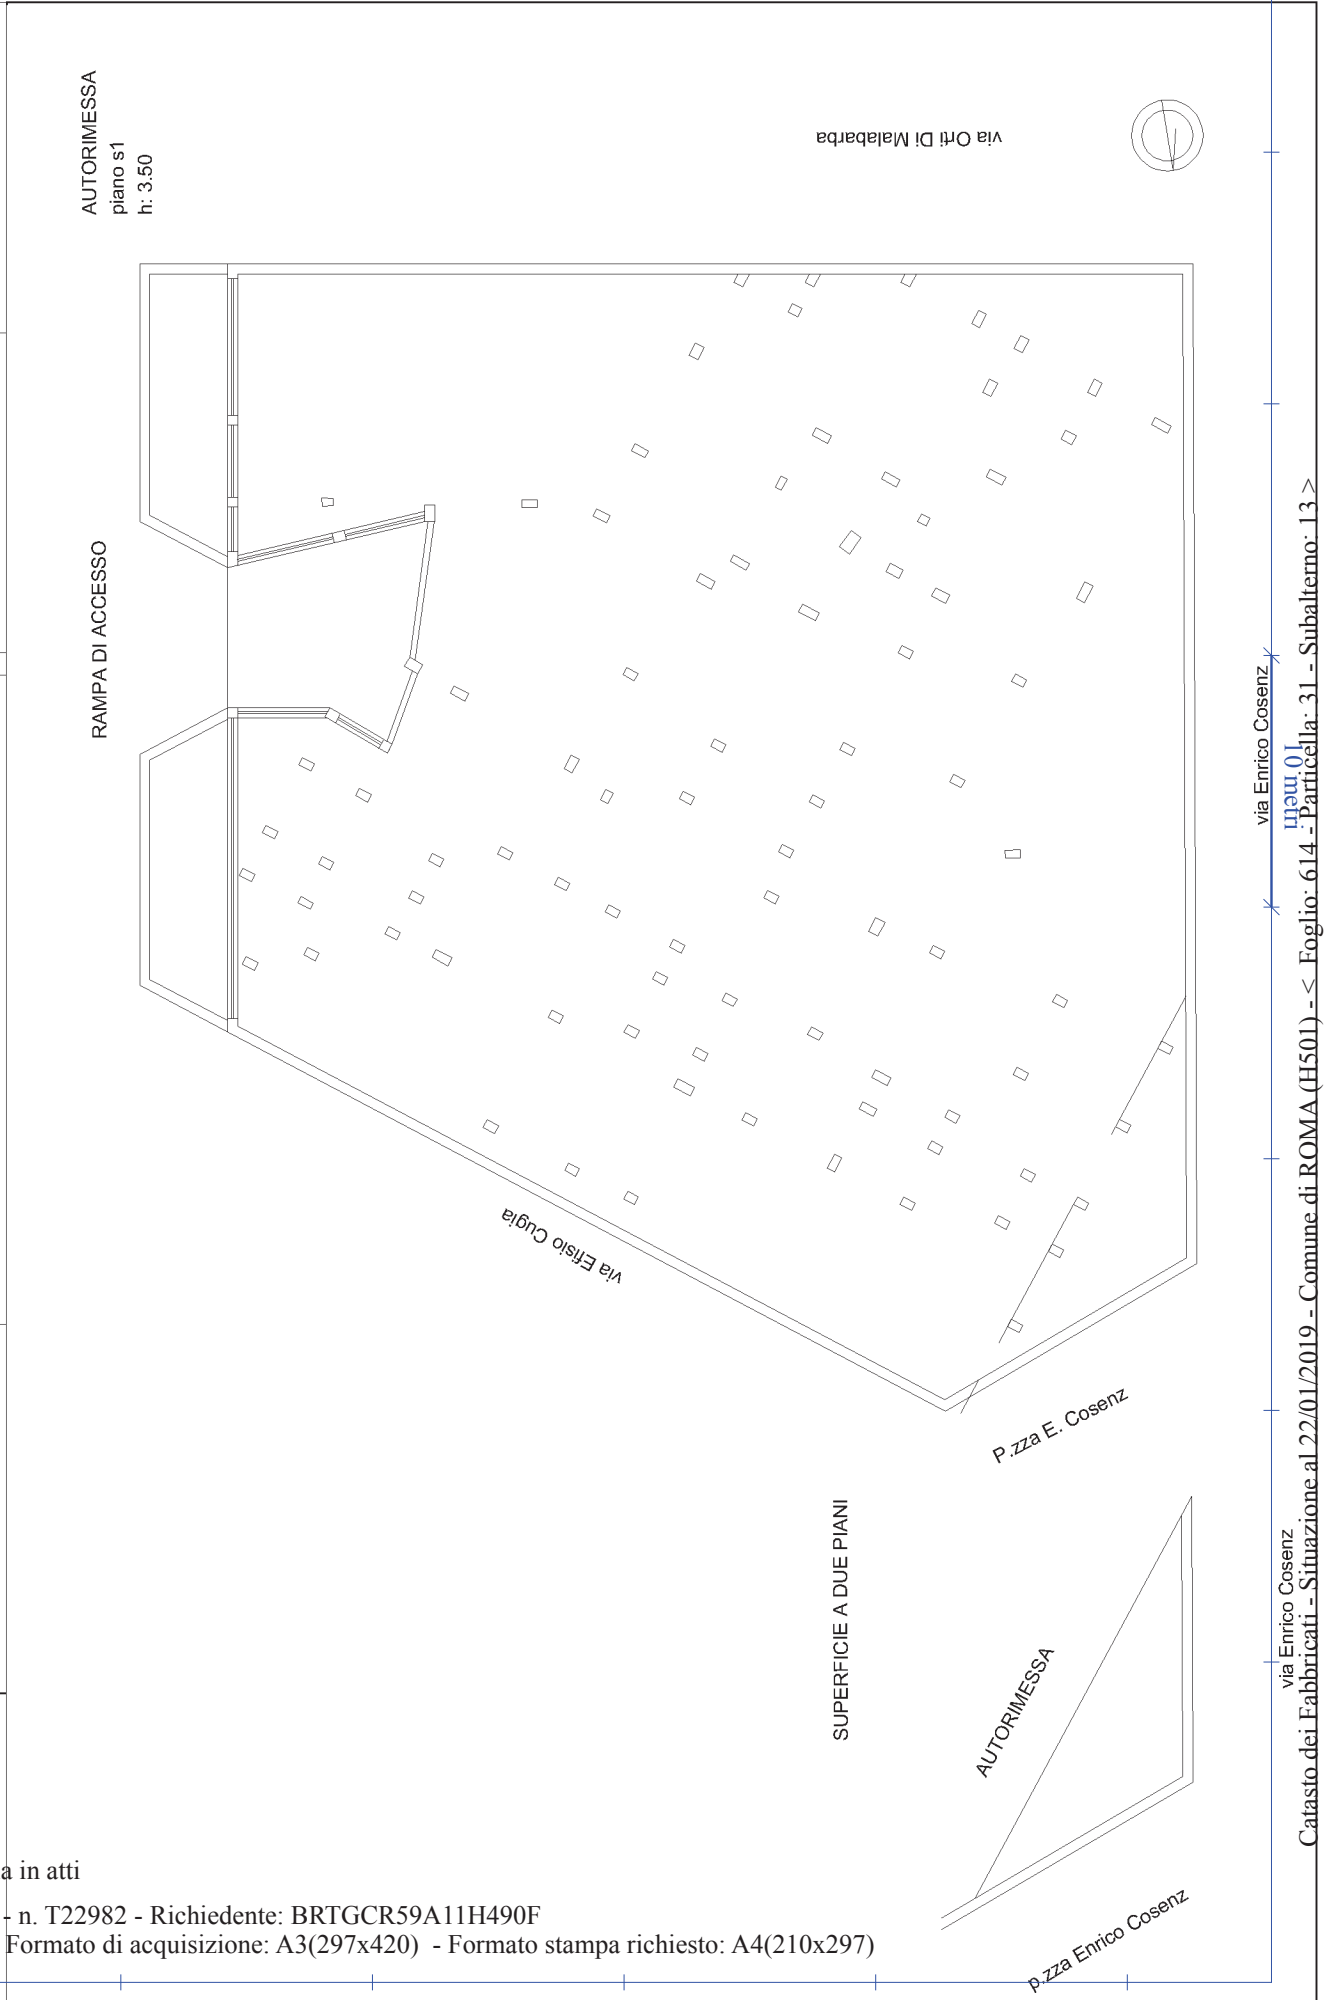 AUTORIMESSA
piano s1
h: 3.50
via Orti Di Malabarba
RAMPA DI ACCESSO
via Enrico Cosenz
10 metri
via Efisio Cugia
P.zza E. Cosenz
SUPERFICIE A DUE PIANI
AUTORIMESSA
via Enrico Cosenz
p.zza Enrico Cosenz
Catasto dei Fabbricati - Situazione al 22/01/2019 - Comune di ROMA (H501) - < Foglio: 614 - Particella: 31 - Subalterno: 13 >
a in atti
- n. T22982 - Richiedente: BRTGCR59A11H490F
Formato di acquisizione: A3(297x420) - Formato stampa richiesto: A4(210x297)